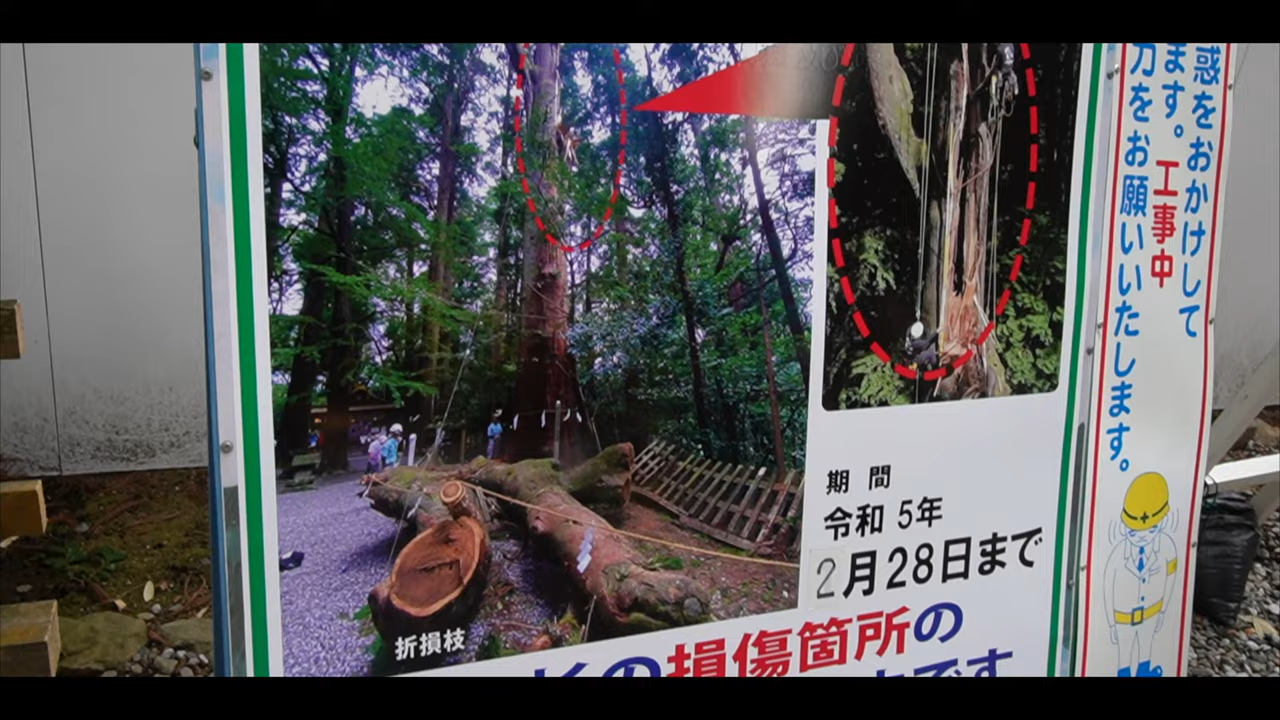 惑をおかけして
ます。工事中
力をお願いいたします。
期間
令和 5年
2月28日まで
折損枝
の損傷箇所の
です